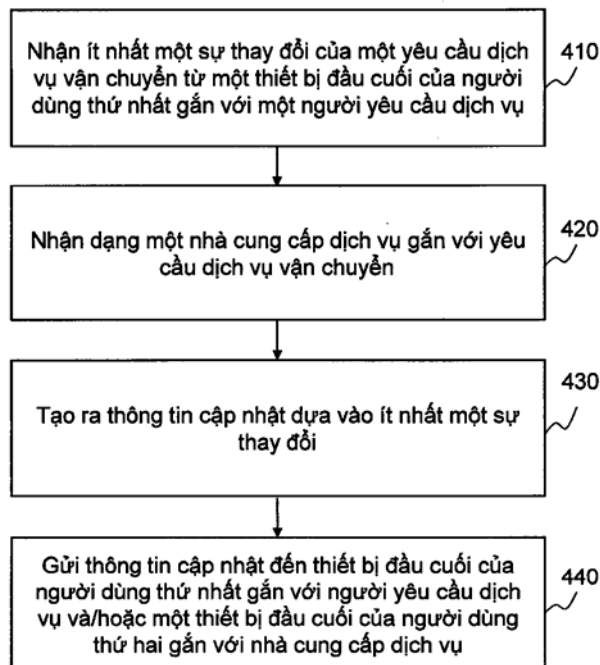 Nhận ít nhất một sự thay đổi của một yêu cầu dịch
vụ vận chuyển từ một thiết bị đầu cuối của người
dùng thứ nhất gắn với một người yêu cầu dịch vụ
410
Nhận dạng một nhà cung cấp dịch vụ gắn với yêu
cầu dịch vụ vận chuyển
420
Tạo ra thông tin cập nhật dựa vào ít nhất một sự
thay đổi
430
Gửi thông tin cập nhật đến thiết bị đầu cuối của
người dùng thứ nhất gắn với người yêu cầu dịch
vụ và/hoặc một thiết bị đầu cuối của người dùng
thứ hai gắn với nhà cung cấp dịch vụ
440